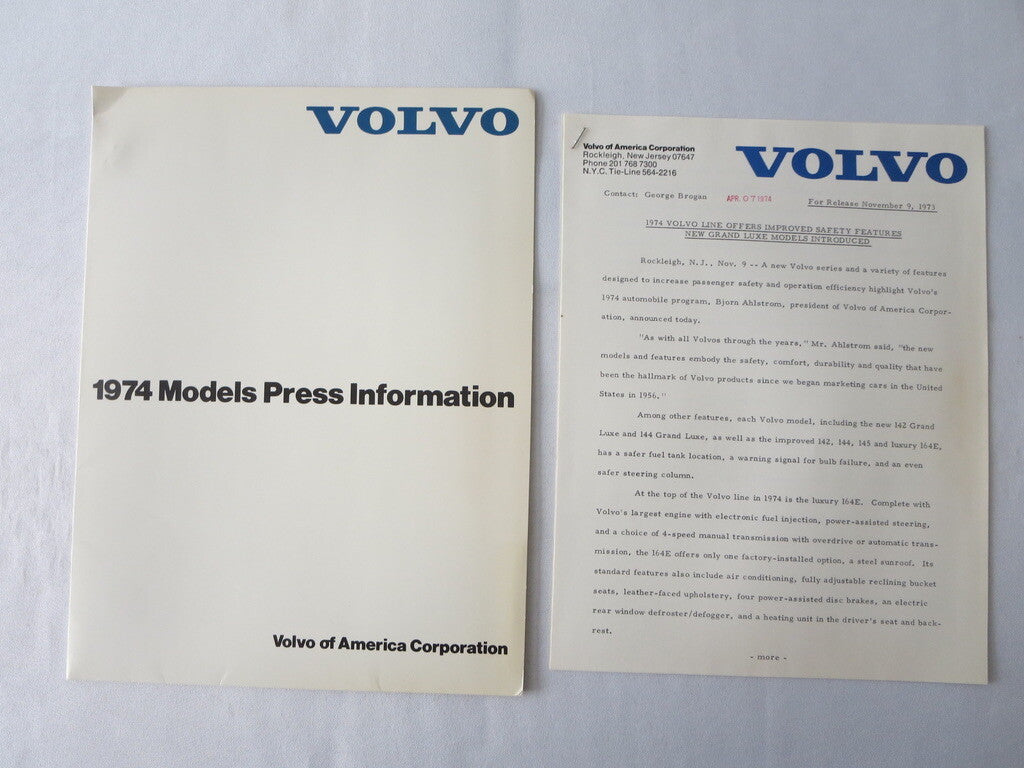 VOLVO
1974 Models Press Information
Volvo of America Corporation
Volvo of America Corporation
Rockleigh, New Jersey 07647
Phone 201 768 7300
N.Y.C. Tie-Line 564-2216
VOLVO
Contact: George Brogan
APR. 07 1974
For Release November 9, 1973
1974 VOLVO LINE OFFERS IMPROVED SAFETY FEATURES
NEW GRAND LUXE MODELS INTRODUCED
Rockleigh, N.J., Nov. 9 -- A new Volvo series and a variety of features
designed to increase passenger safety and operation efficiency highlight Volvo's
1974 automobile program, Bjorn Ahlstrom, president of Volvo of America Corpor-
ation, announced today.
"As with all Volvos through the years," Mr. Ahlstrom said, "the new
models and features embody the safety, comfort, durability and quality that have
been the hallmark of Volvo products since we began marketing cars in the United
States in 1956."
Among other features, each Volvo model, including the new 142 Grand
Luxe and 144 Grand Luxe, as well as the improved 142, 144, 145 and luxury 164E,
has a safer fuel tank location, a warning signal for bulb failure, and an even
safer steering column.
At the top of the Volvo line in 1974 is the luxury 164E. Complete with
Volvo's largest engine with electronic fuel injection, power-assisted steering,
and a choice of 4-speed manual transmission with overdrive or automatic trans-
mission, the 164E offers only one factory-installed option, a steel sunroof. Its
standard features also include air conditioning, fully adjustable reclining bucket
seats, leather-faced upholstery, four power-assisted disc brakes, an electric
rear window defroster/defogger, and a heating unit in the driver's seat and back-
rest.
- more -